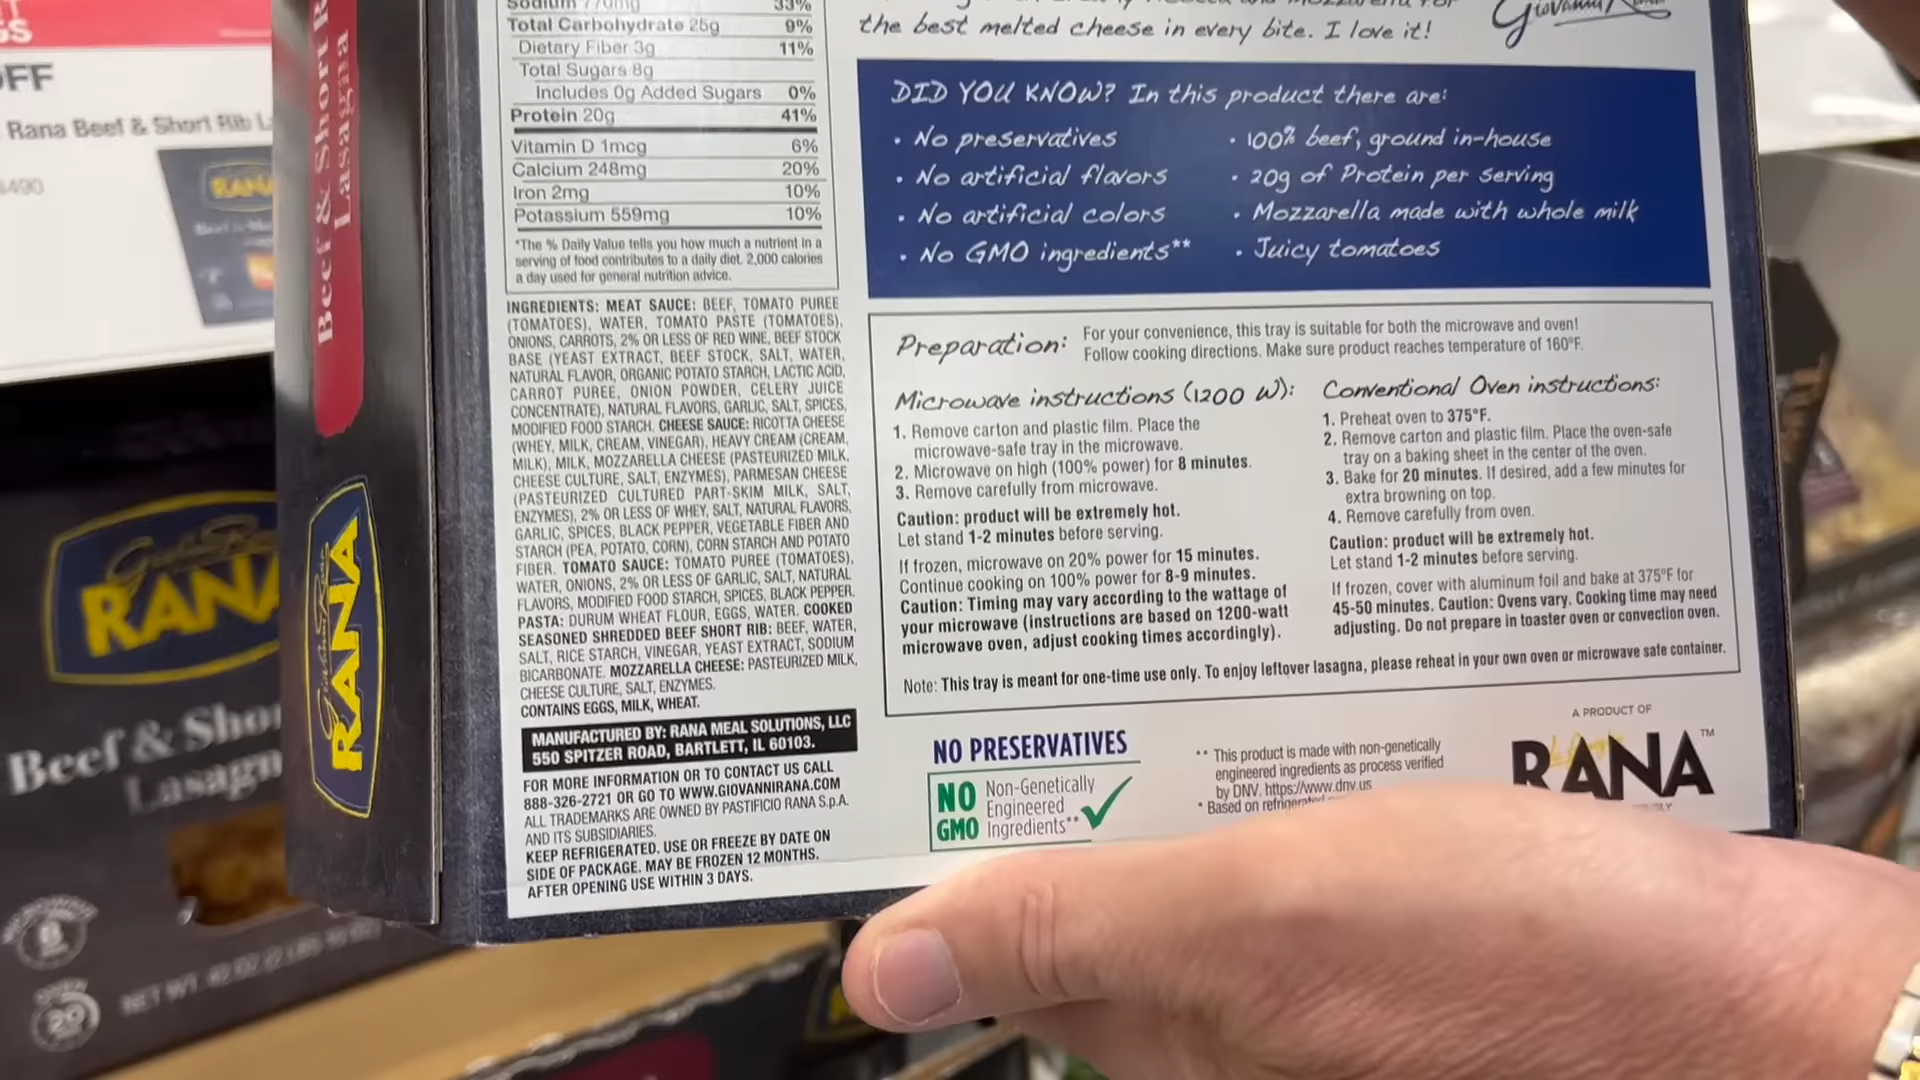 GS
OFF
Rana Beef & Short Rib L
490
RANA
RANA
Beef & Shor
Lasagn
NET WT. 42 OZ
8
20
Beef & Short R
Lasagna
Giovanni Rana
RANA
Sodium 770mg 33%
Total Carbohydrate 25g 9%
Dietary Fiber 3g 11%
Total Sugars 8g
Includes 0g Added Sugars 0%
Protein 20g 41%
Vitamin D 1mcg 6%
Calcium 248mg 20%
Iron 2mg 10%
Potassium 559mg 10%
*The % Daily Value tells you how much a nutrient in a
serving of food contributes to a daily diet. 2,000 calories
a day used for general nutrition advice.
INGREDIENTS: MEAT SAUCE: BEEF, TOMATO PUREE
(TOMATOES), WATER, TOMATO PASTE (TOMATOES),
ONIONS, CARROTS, 2% OR LESS OF RED WINE, BEEF STOCK
BASE (YEAST EXTRACT, BEEF STOCK, SALT, WATER,
NATURAL FLAVOR, ORGANIC POTATO STARCH, LACTIC ACID,
CARROT PUREE, ONION POWDER, CELERY JUICE
CONCENTRATE), NATURAL FLAVORS, GARLIC, SALT, SPICES,
MODIFIED FOOD STARCH. CHEESE SAUCE: RICOTTA CHEESE
(WHEY, MILK, CREAM, VINEGAR), HEAVY CREAM (CREAM,
MILK), MILK, MOZZARELLA CHEESE (PASTEURIZED MILK,
CHEESE CULTURE, SALT, ENZYMES), PARMESAN CHEESE
(PASTEURIZED CULTURED PART-SKIM MILK, SALT,
ENZYMES), 2% OR LESS OF WHEY, SALT, NATURAL FLAVORS,
GARLIC, SPICES, BLACK PEPPER, VEGETABLE FIBER AND
STARCH (PEA, POTATO, CORN), CORN STARCH AND POTATO
FIBER. TOMATO SAUCE: TOMATO PUREE (TOMATOES),
WATER, ONIONS, 2% OR LESS OF GARLIC, SALT, NATURAL
FLAVORS, MODIFIED FOOD STARCH, SPICES, BLACK PEPPER.
PASTA: DURUM WHEAT FLOUR, EGGS, WATER. COOKED
SEASONED SHREDDED BEEF SHORT RIB: BEEF, WATER,
SALT, RICE STARCH, VINEGAR, YEAST EXTRACT, SODIUM
BICARBONATE. MOZZARELLA CHEESE: PASTEURIZED MILK,
CHEESE CULTURE, SALT, ENZYMES.
CONTAINS EGGS, MILK, WHEAT.
MANUFACTURED BY: RANA MEAL SOLUTIONS, LLC
550 SPITZER ROAD, BARTLETT, IL 60103.
FOR MORE INFORMATION OR TO CONTACT US CALL
888-326-2721 OR GO TO WWW.GIOVANNIRANA.COM
ALL TRADEMARKS ARE OWNED BY PASTIFICIO RANA S.p.A.
AND ITS SUBSIDIARIES.
KEEP REFRIGERATED. USE OR FREEZE BY DATE ON
SIDE OF PACKAGE. MAY BE FROZEN 12 MONTHS.
AFTER OPENING USE WITHIN 3 DAYS.
the best melted cheese in every bite. I love it!
Giovanni Rana
DID YOU KNOW? In this product there are:
• No preservatives
• No artificial flavors
• No artificial colors
• No GMO ingredients**
• 100% beef, ground in-house
• 20g of Protein per serving
• Mozzarella made with whole milk
• Juicy tomatoes
Preparation: For your convenience, this tray is suitable for both the microwave and oven!
Follow cooking directions. Make sure product reaches temperature of 160°F.
Microwave instructions (1200 W):
1. Remove carton and plastic film. Place the
microwave-safe tray in the microwave.
2. Microwave on high (100% power) for 8 minutes.
3. Remove carefully from microwave.
Caution: product will be extremely hot.
Let stand 1-2 minutes before serving.
If frozen, microwave on 20% power for 15 minutes.
Continue cooking on 100% power for 8-9 minutes.
Caution: Timing may vary according to the wattage of
your microwave (instructions are based on 1200-watt
microwave oven, adjust cooking times accordingly).
Conventional Oven instructions:
1. Preheat oven to 375°F.
2. Remove carton and plastic film. Place the oven-safe
tray on a baking sheet in the center of the oven.
3. Bake for 20 minutes. If desired, add a few minutes for
extra browning on top.
4. Remove carefully from oven.
Caution: product will be extremely hot.
Let stand 1-2 minutes before serving.
If frozen, cover with aluminum foil and bake at 375°F for
45-50 minutes. Caution: Ovens vary. Cooking time may need
adjusting. Do not prepare in toaster oven or convection oven.
Note: This tray is meant for one-time use only. To enjoy leftover lasagna, please reheat in your own oven or microwave safe container.
NO PRESERVATIVES
NO GMO
Non-Genetically
Engineered
Ingredients**
** This product is made with non-genetically
engineered ingredients as process verified
by DNV. https://www.dnv.us
* Based on refrigerated
A PRODUCT OF
RANA™